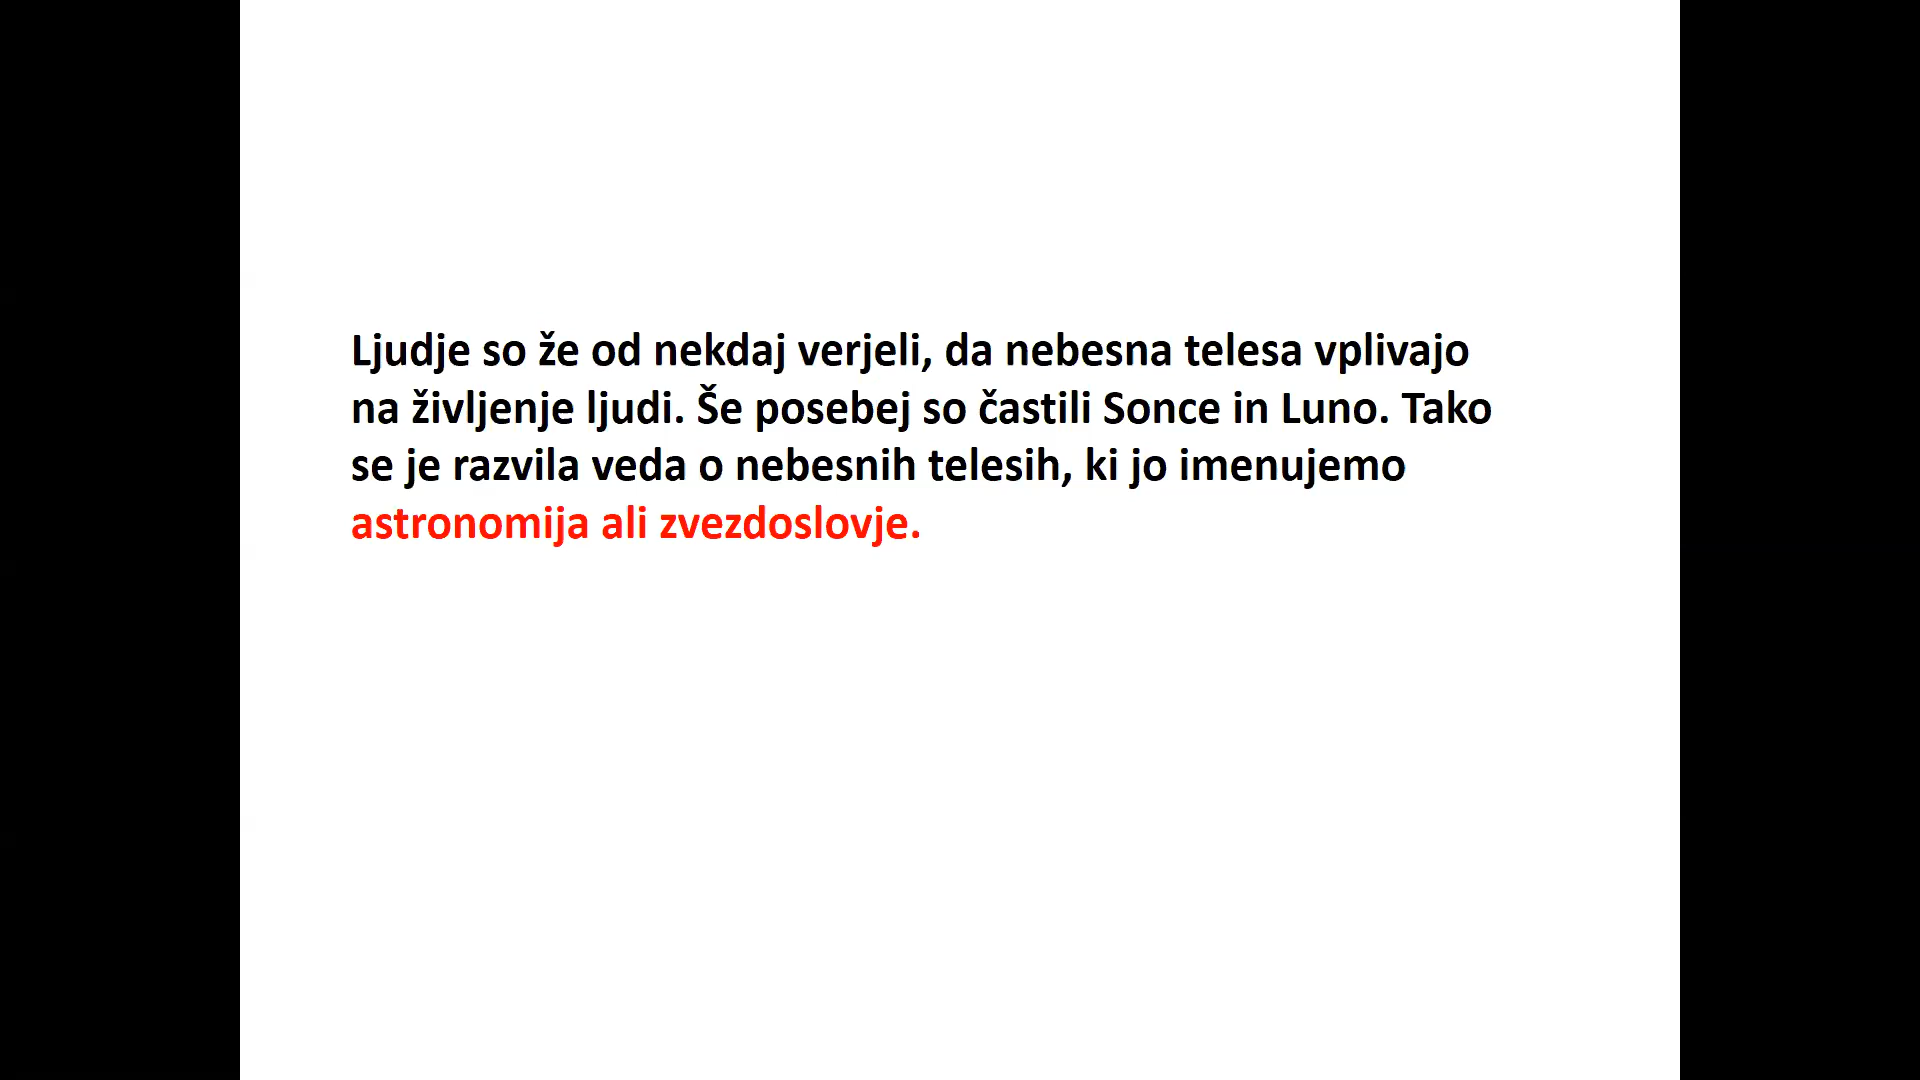 Ljudje so že od nekdaj verjeli, da nebesna telesa vplivajo
na življenje ljudi. Še posebej so častili Sonce in Luno. Tako
se je razvila veda o nebesnih telesih, ki jo imenujemo
astronomija ali zvezdoslovje.